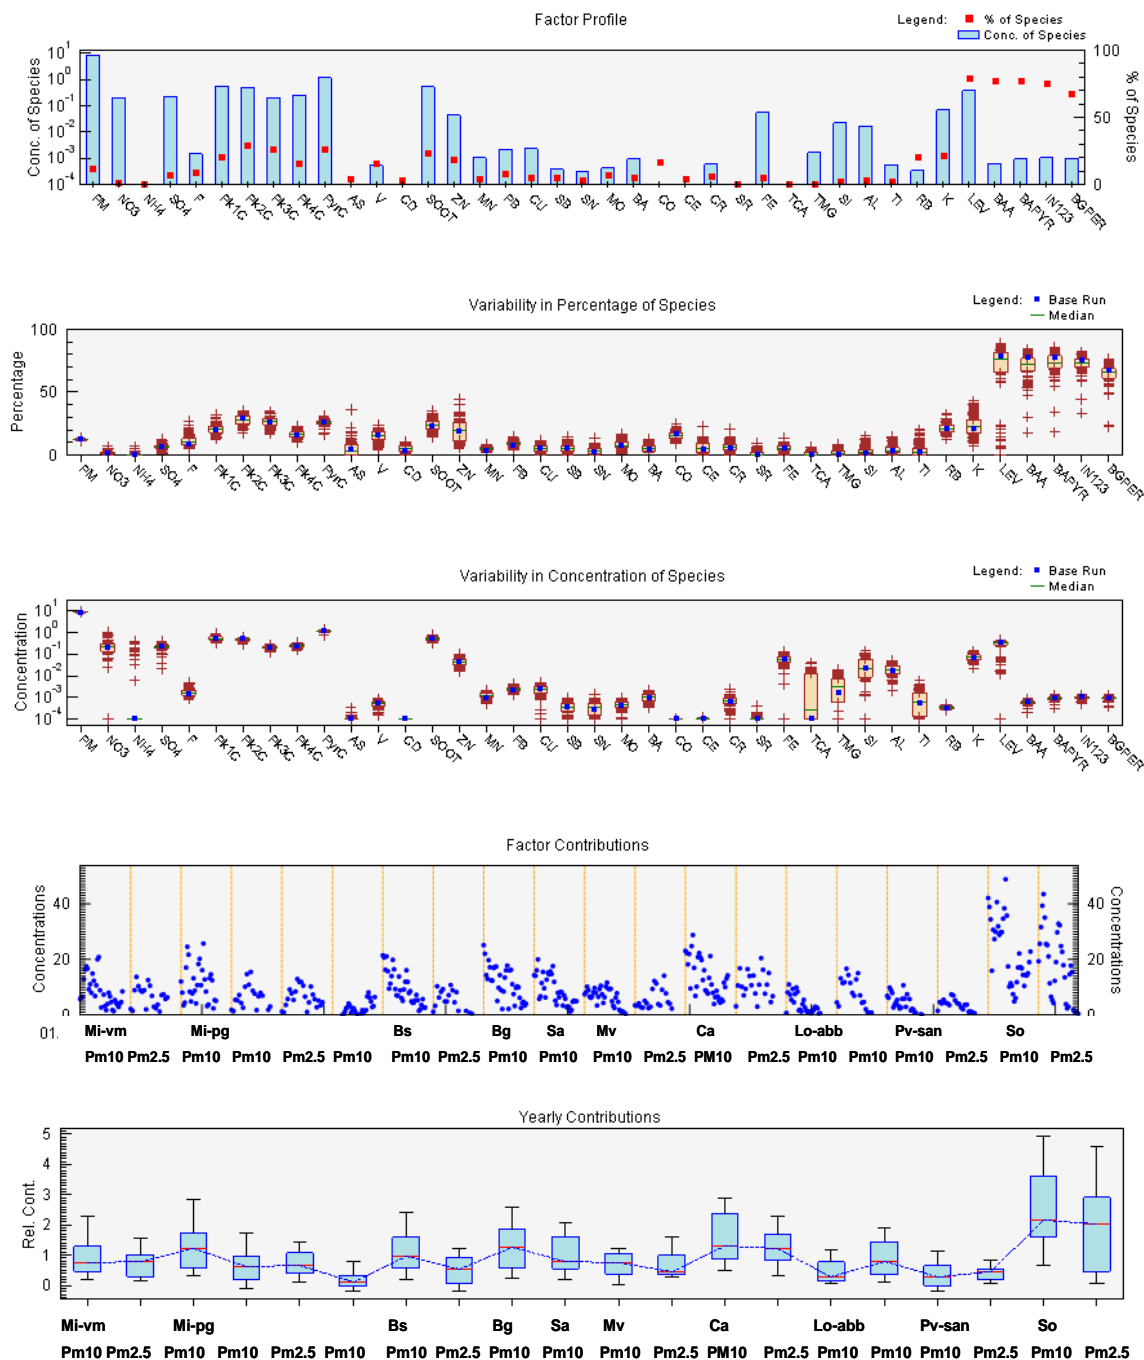 Factor Profile
Legend: % of Species
Conc. of Species
Conc. of Species
% of Species
10^1
10^0
10^-1
10^-2
10^-3
10^-4
100
50
0
PM NO3 NH4 SO4 F Pk1C Pk2C Pk3C Pk4C PyrC AS V CD SOOT ZN MN PB CU SB SN MO BA CO CE CR SR FE TCA TMG SI AL TI RB K LEV BAA BAPYR IN123 BGPER
Variability in Percentage of Species
Legend: Base Run
Median
Percentage
100
50
0
PM NO3 NH4 SO4 F Pk1C Pk2C Pk3C Pk4C PyrC AS V CD SOOT ZN MN PB CU SB SN MO BA CO CE CR SR FE TCA TMG SI AL TI RB K LEV BAA BAPYR IN123 BGPER
Variability in Concentration of Species
Legend: Base Run
Median
Concentration
10^1
10^0
10^-1
10^-2
10^-3
10^-4
PM NO3 NH4 SO4 F Pk1C Pk2C Pk3C Pk4C PyrC AS V CD SOOT ZN MN PB CU SB SN MO BA CO CE CR SR FE TCA TMG SI AL TI RB K LEV BAA BAPYR IN123 BGPER
Factor Contributions
Concentrations
Concentrations
40 40
20 20
0 0
01. Mi-vm Mi-pg Bs Bg Sa Mv Ca Lo-abb Pv-san So
Pm10 Pm2.5 Pm10 Pm10 Pm2.5 Pm10 Pm10 Pm2.5 Pm10 Pm10 Pm10 Pm2.5 PM10 Pm2.5 Pm10 Pm10 Pm10 Pm2.5 Pm10 Pm2.5
Yearly Contributions
Rel. Cont.
5
4
3
2
1
0
Mi-vm Mi-pg Bs Bg Sa Mv Ca Lo-abb Pv-san So
Pm10 Pm2.5 Pm10 Pm10 Pm2.5 Pm10 Pm10 Pm2.5 Pm10 Pm10 Pm10 Pm2.5 PM10 Pm2.5 Pm10 Pm10 Pm10 Pm2.5 Pm10 Pm2.5